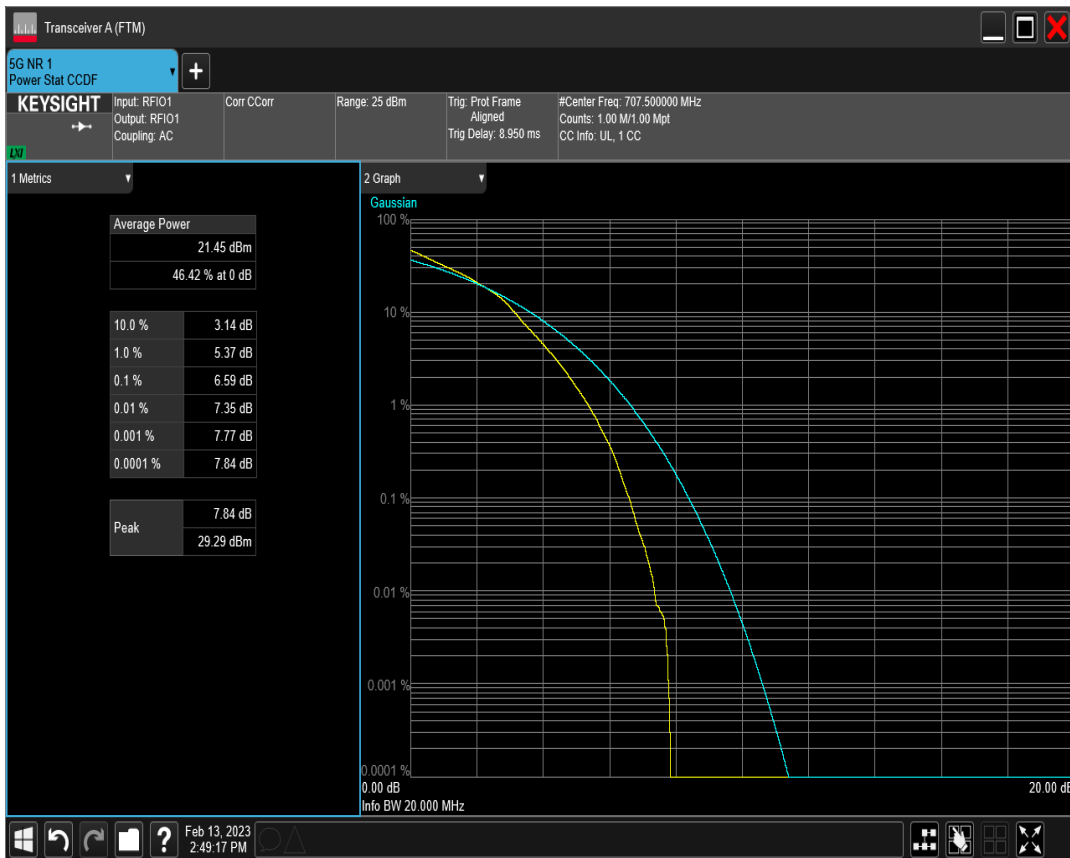 Transceiver A (FTM)
5G NR 1
Power Stat CCDF
KEYSIGHT
LXI
Input: RFIO1
Output: RFIO1
Coupling: AC
Corr CCorr
Range: 25 dBm
Trig: Prot Frame
Aligned
Trig Delay: 8.950 ms
#Center Freq: 707.500000 MHz
Counts: 1.00 M/1.00 Mpt
CC Info: UL, 1 CC
1 Metrics
Average Power
21.45 dBm
46.42 % at 0 dB
10.0 % 3.14 dB
1.0 % 5.37 dB
0.1 % 6.59 dB
0.01 % 7.35 dB
0.001 % 7.77 dB
0.0001 % 7.84 dB
Peak
7.84 dB
29.29 dBm
2 Graph
Gaussian
100 %
10 %
1 %
0.1 %
0.01 %
0.001 %
0.0001 %
0.00 dB 20.00 dB
Info BW 20.000 MHz
?
Feb 13, 2023
2:49:17 PM